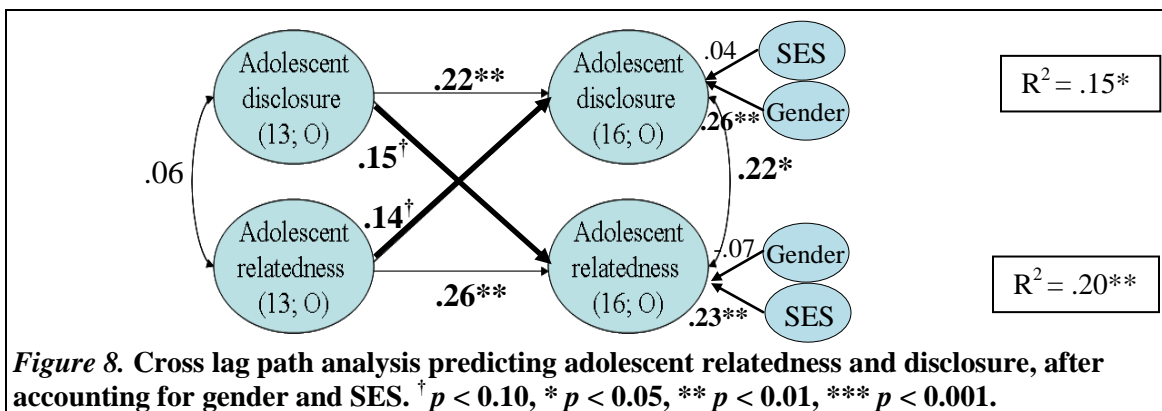 Adolescent
disclosure
(13; O)
.22**
Adolescent
disclosure
(16; O)
.04
SES
Gender
.26**
R² = .15*
.06
.15†
.14†
.22*
Adolescent
relatedness
(13; O)
.26**
Adolescent
relatedness
(16; O)
-.07
Gender
SES
.23**
R² = .20**
Figure 8. Cross lag path analysis predicting adolescent relatedness and disclosure, after
accounting for gender and SES. † p < 0.10, * p < 0.05, ** p < 0.01, *** p < 0.001.